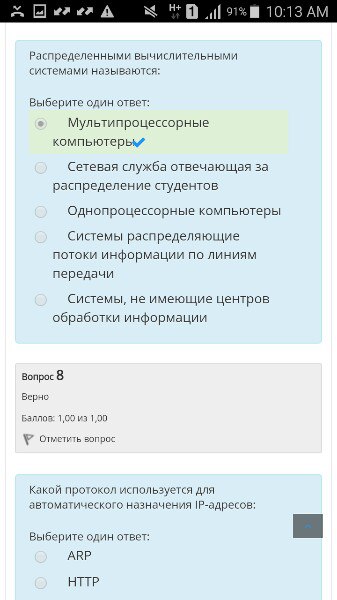 H+ 1 91% 10:13 AM
Распределенными вычислительными
системами называются:
Выберите один ответ:
Мультипроцессорные
компьютеры
Сетевая служба отвечающая за
распределение студентов
Однопроцессорные компьютеры
Системы распределяющие
потоки информации по линиям
передачи
Системы, не имеющие центров
обработки информации
Вопрос 8
Верно
Баллов: 1,00 из 1,00
Отметить вопрос
Какой протокол используется для
автоматического назначения IP-адресов:
Выберите один ответ:
ARP
HTTP